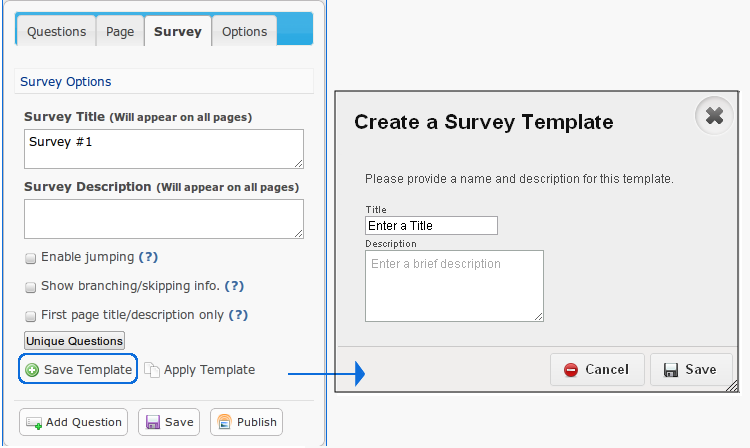 Questions Page Survey Options
Survey Options
Survey Title (Will appear on all pages)
Survey #1
Survey Description (Will appear on all pages)
Enable jumping (?)
Show branching/skipping info. (?)
First page title/description only (?)
Unique Questions
Save Template Apply Template
Add Question Save Publish
Create a Survey Template
Please provide a name and description for this template.
Title
Enter a Title
Description
Enter a brief description
Cancel Save